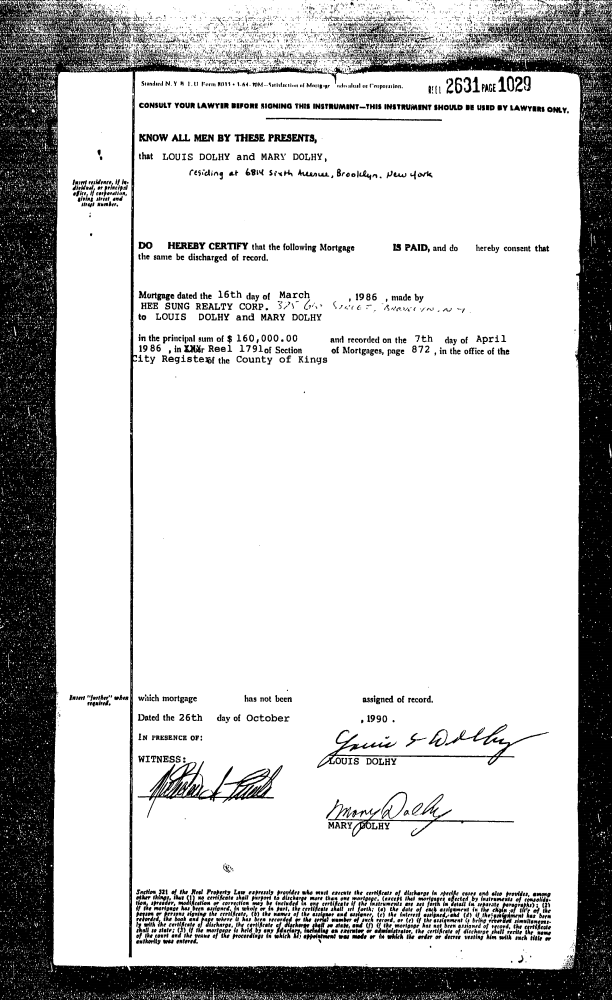 Standard N. Y. B. T. U. Form 8033 • 1-64- —Satisfaction of Mortgage Individual or Corporation.
REEL 2631 PAGE 1029
CONSULT YOUR LAWYER BEFORE SIGNING THIS INSTRUMENT—THIS INSTRUMENT SHOULD BE USED BY LAWYERS ONLY.
KNOW ALL MEN BY THESE PRESENTS,
that LOUIS DOLHY and MARY DOLHY,
residing at 6814 Sixth Avenue, Brooklyn, New York
Insert residence, if in-
dividual, or principal
office, if corporation,
giving street and
street number.
DO HEREBY CERTIFY that the following Mortgage IS PAID, and do hereby consent that
the same be discharged of record.
Mortgage dated the 16th day of March , 1986 , made by
HEE SUNG REALTY CORP. 375 BROOKLYN, N.Y.
to LOUIS DOLHY and MARY DOLHY
in the principal sum of $ 160,000.00 and recorded on the 7th day of April
1986 , in Reel 1791 of Section of Mortgages, page 872 , in the office of the
City Register of the County of Kings
Insert "further" when
required.
which mortgage has not been assigned of record.
Dated the 26th day of October , 1990 .
IN PRESENCE OF:
WITNESS:
Louis Dolhy
LOUIS DOLHY
Mary Dolhy
MARY DOLHY
Section 321 of the Real Property Law expressly provides who must execute the certificate of discharge in specific cases and also provides, among
other things, that (1) no certificate shall purport to discharge more than one mortgage, (except that mortgages affected by instruments of consolida-
tion, spreader, modification or correction may be included in one certificate if the instruments are set forth in detail in separate paragraphs); (2)
if the mortgage has been assigned, in whole or in part, the certificate shall set forth: (a) the date of each assignment in the chain of title of the
person or persons signing the certificate, (b) the names of the assignor and assignee, (c) the interest assigned, and (d) if the assignment has been
recorded, the book and page where it has been recorded or the serial number of such record, or (e) if the assignment is being recorded simultaneous-
ly with the certificate of discharge, the certificate of discharge shall so state, and (f) if the mortgage has not been assigned of record, the certificate
shall so state; (3) if the mortgage is held by any fiduciary, including an executor or administrator, the certificate of discharge shall recite the name
of the court and the venue of the proceedings in which his appointment was made or in which the order or decree vesting him with such title or
authority was entered.